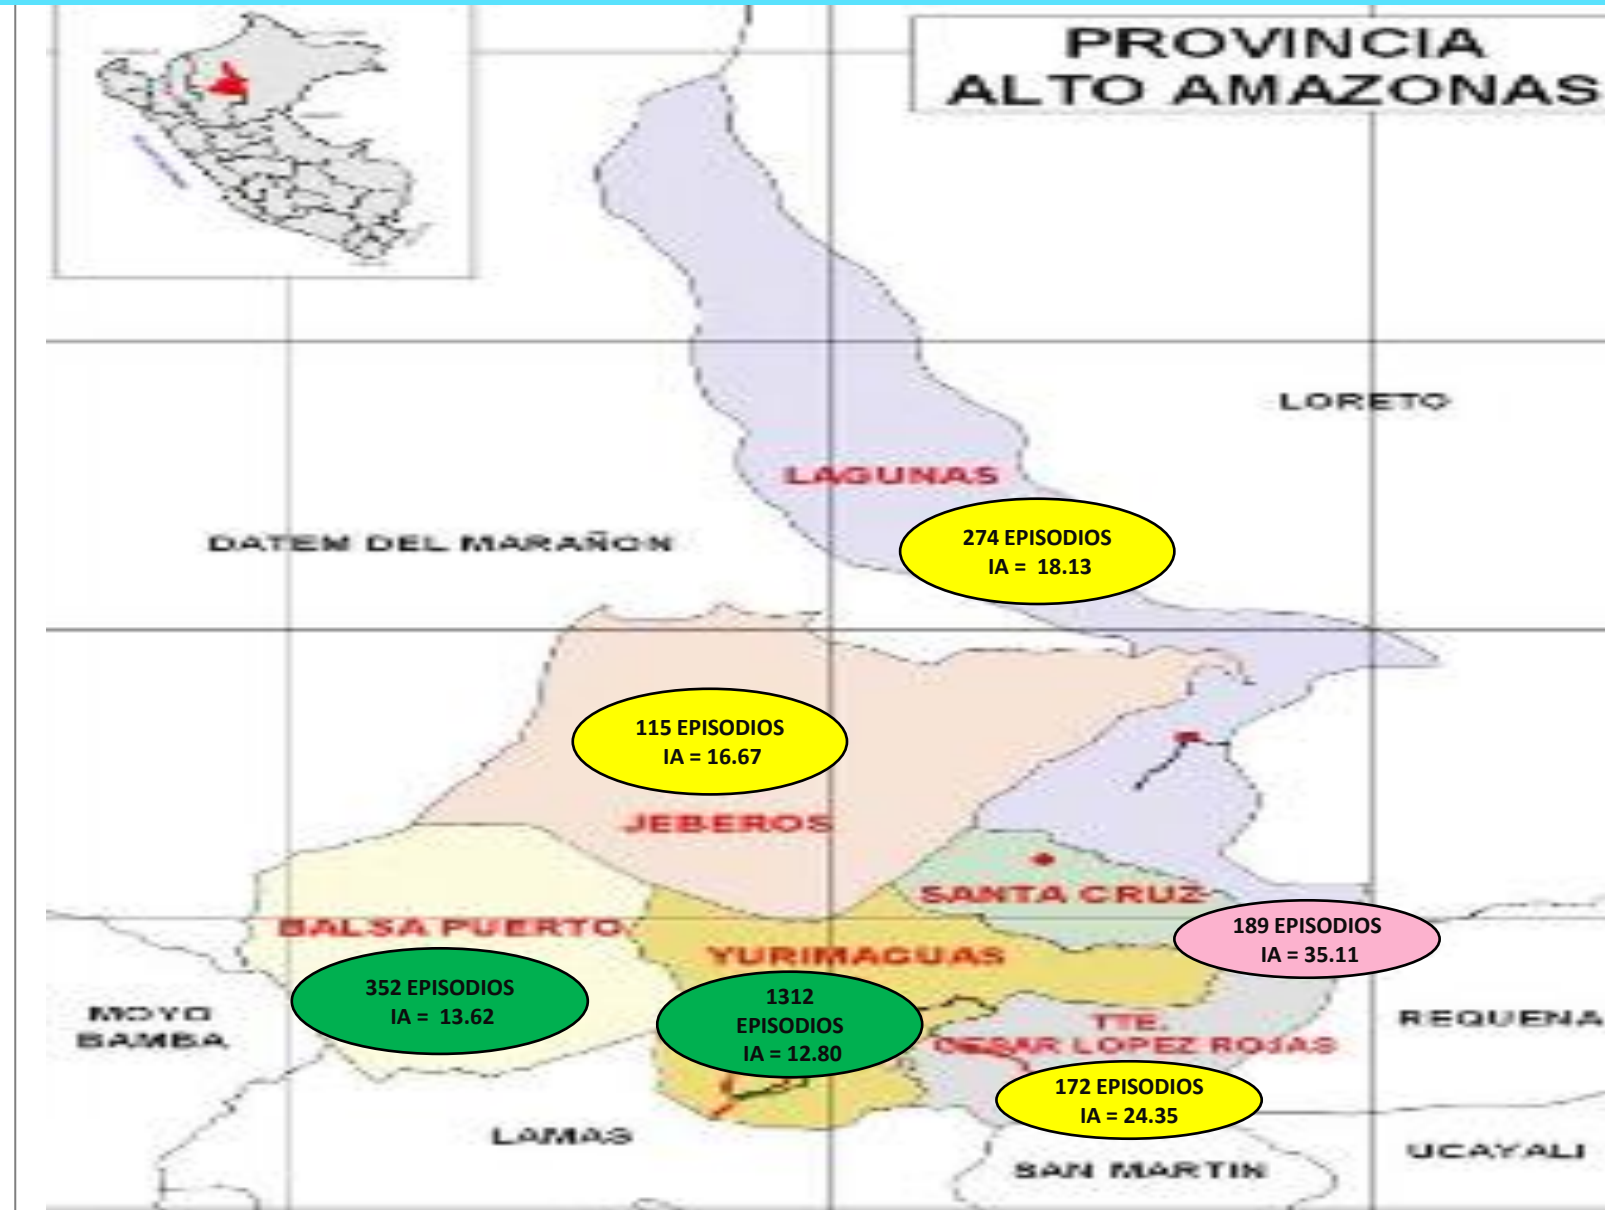 PROVINCIA
ALTO AMAZONAS
LORETO
LAGUNAS
274 EPISODIOS
IA = 18.13
DATEM DEL MARAÑON
115 EPISODIOS
IA = 16.67
JEBEROS
SANTA CRUZ
189 EPISODIOS
IA = 35.11
BALSA PUERTO
YURIMAGUAS
352 EPISODIOS
IA = 13.62
1312
EPISODIOS
IA = 12.80
MOYO
BAMBA
TTE.
CESAR LOPEZ ROJAS
REQUENA
172 EPISODIOS
IA = 24.35
LAMAS
SAN MARTIN
UCAYALI